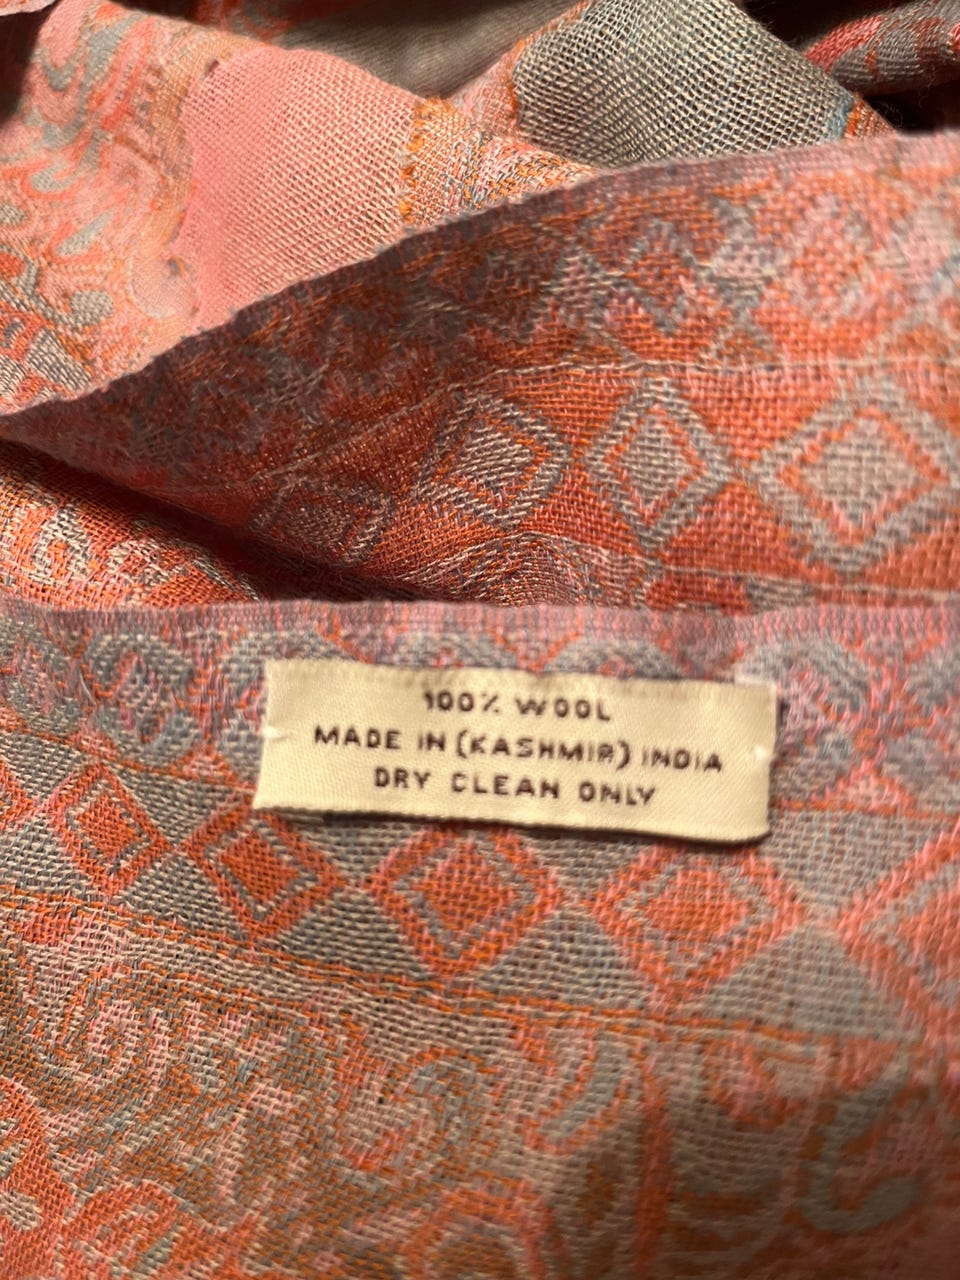 100% WOOL
MADE IN (KASHMIR) INDIA
DRY CLEAN ONLY